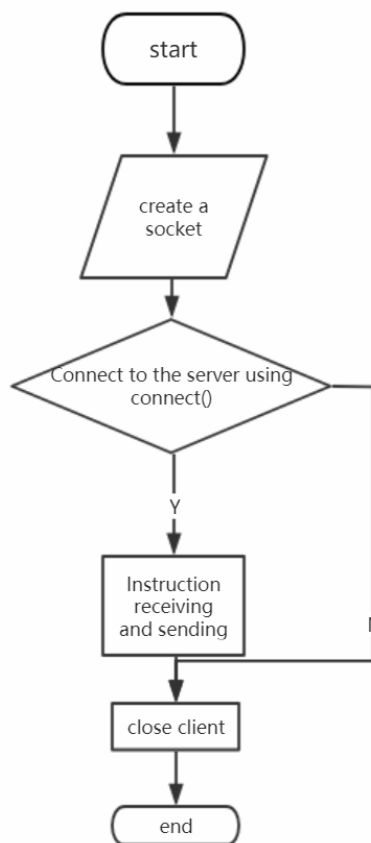 start
create a
socket
Connect to the server using
connect()
Y
Instruction
receiving
and sending
close client
end